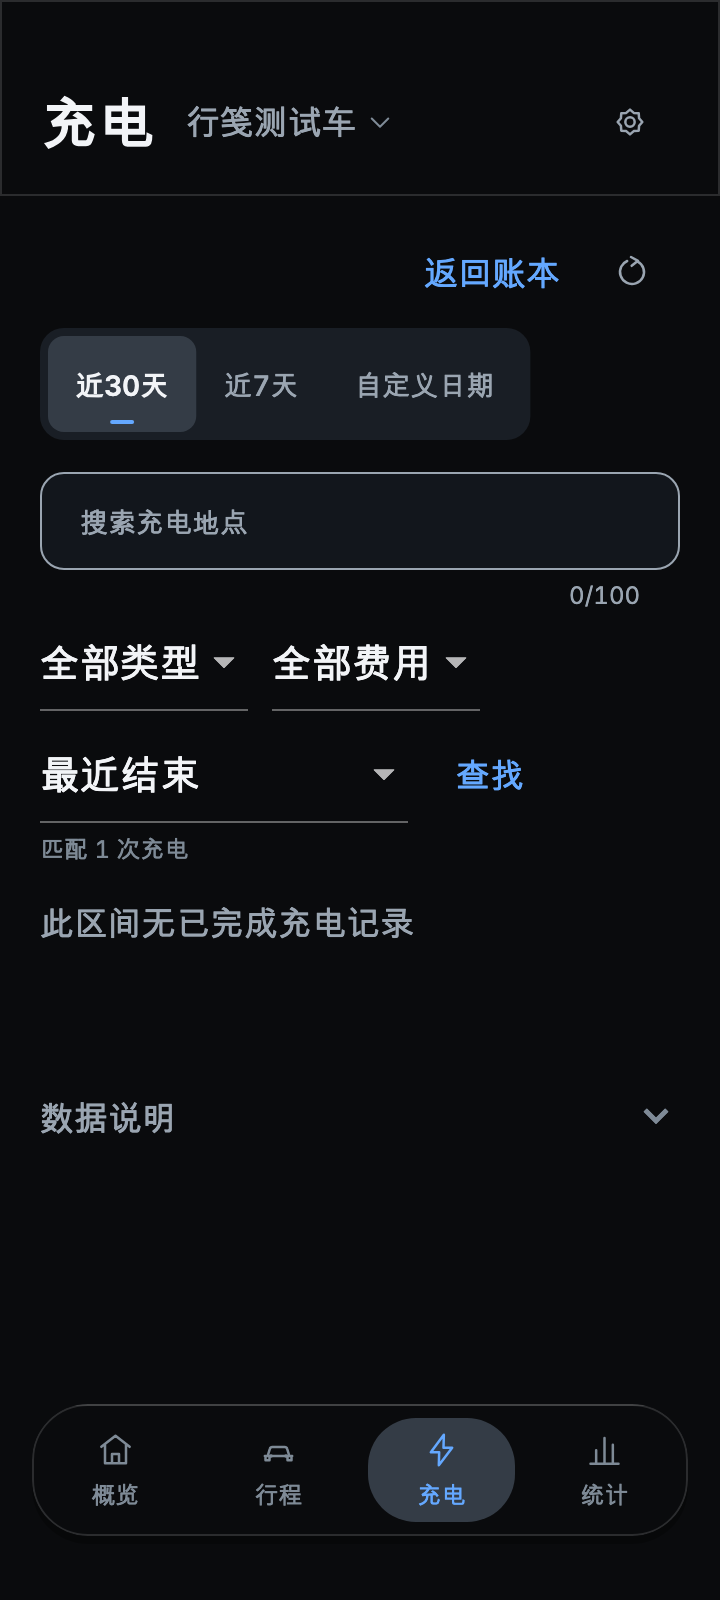 充电 行笺测试车
返回账本
近30天 近7天 自定义日期
搜索充电地点
0/100
全部类型 全部费用
最近结束 查找
匹配 1 次充电
此区间无已完成充电记录
数据说明
概览 行程 充电 统计